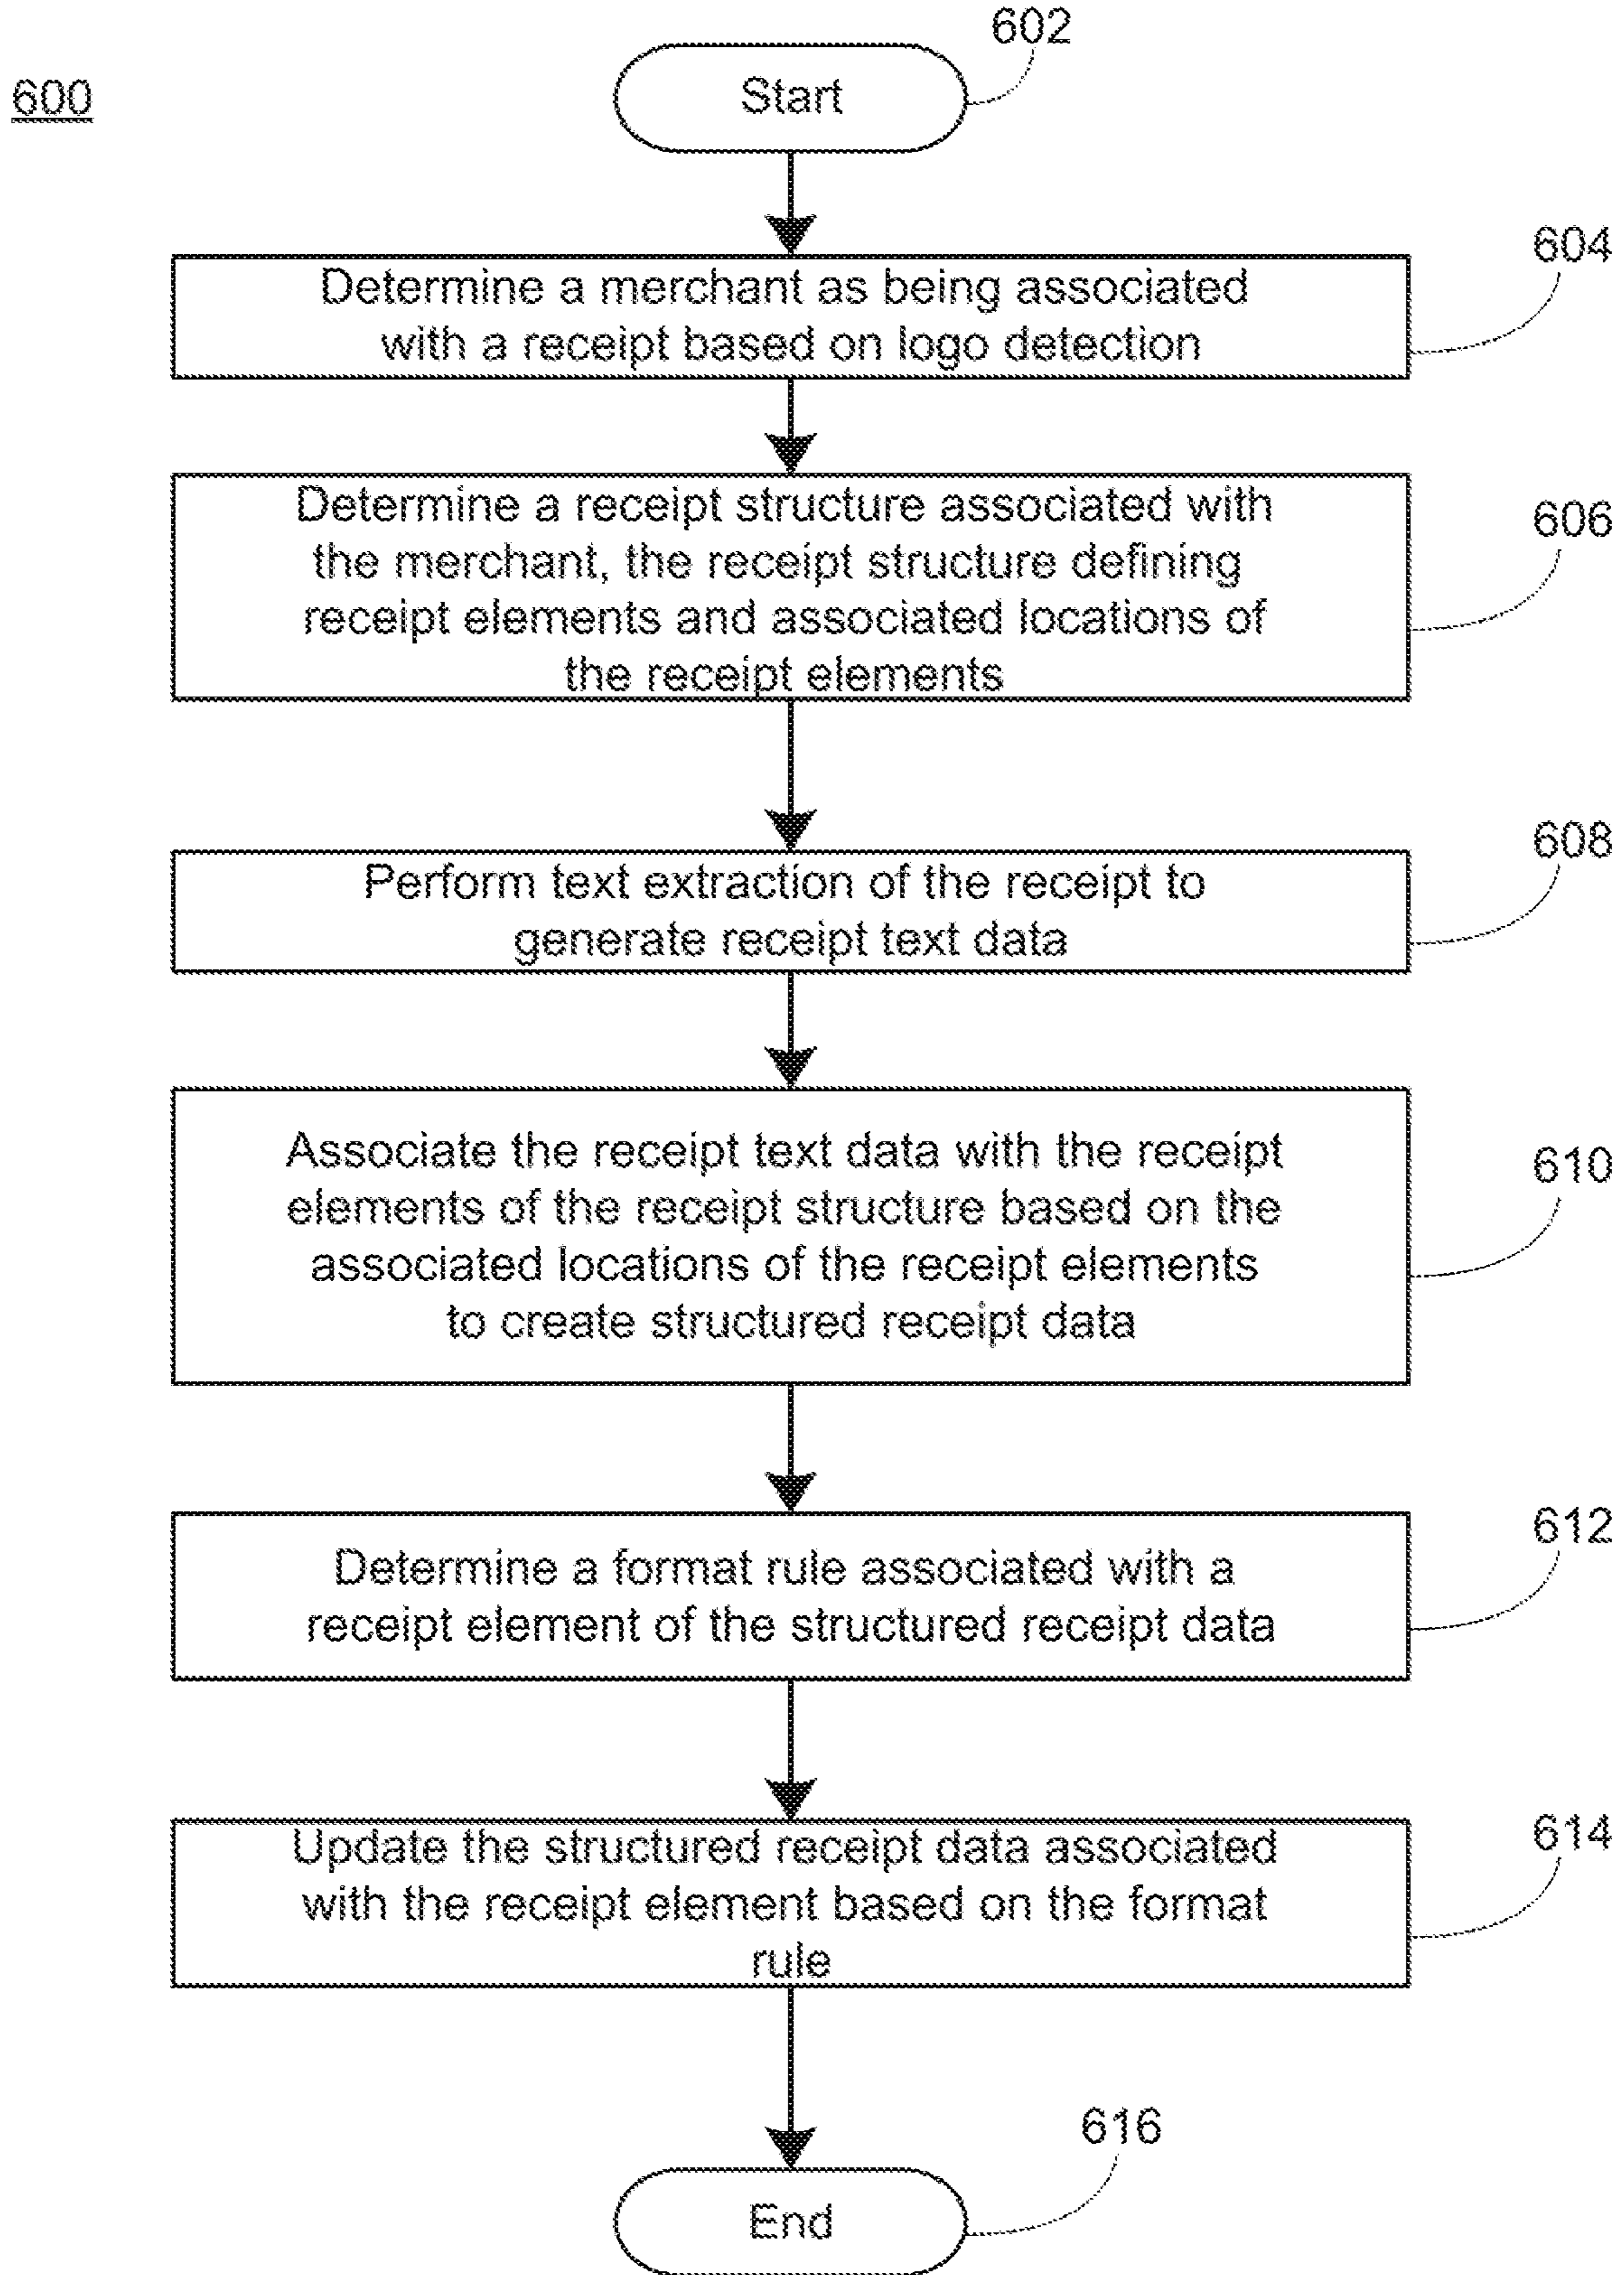 602
600
Start
604
Determine a merchant as being associated
with a receipt based on logo detection
606
Determine a receipt structure associated with
the merchant, the receipt structure defining
receipt elements and associated locations of
the receipt elements
608
Perform text extraction of the receipt to
generate receipt text data
610
Associate the receipt text data with the receipt
elements of the receipt structure based on the
associated locations of the receipt elements
to create structured receipt data
612
Determine a format rule associated with a
receipt element of the structured receipt data
614
Update the structured receipt data associated
with the receipt element based on the format
rule
616
End